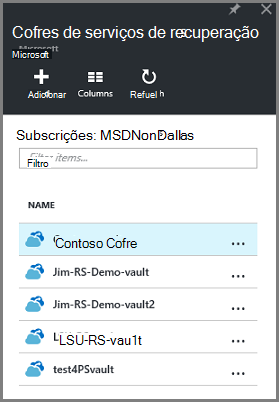 Cofres de serviços de recuperação
Microsoft
Microsoft
Adicionar Columns Refuel h
Subscrições: MSDNonDallas
Filtro items...
NAME
Contoso Cofre ...
Jim-RS-Demo-vault ...
Jim-RS-Demo-vault2 ...
LSU-RS-vau1t ...
test4PSvault ...